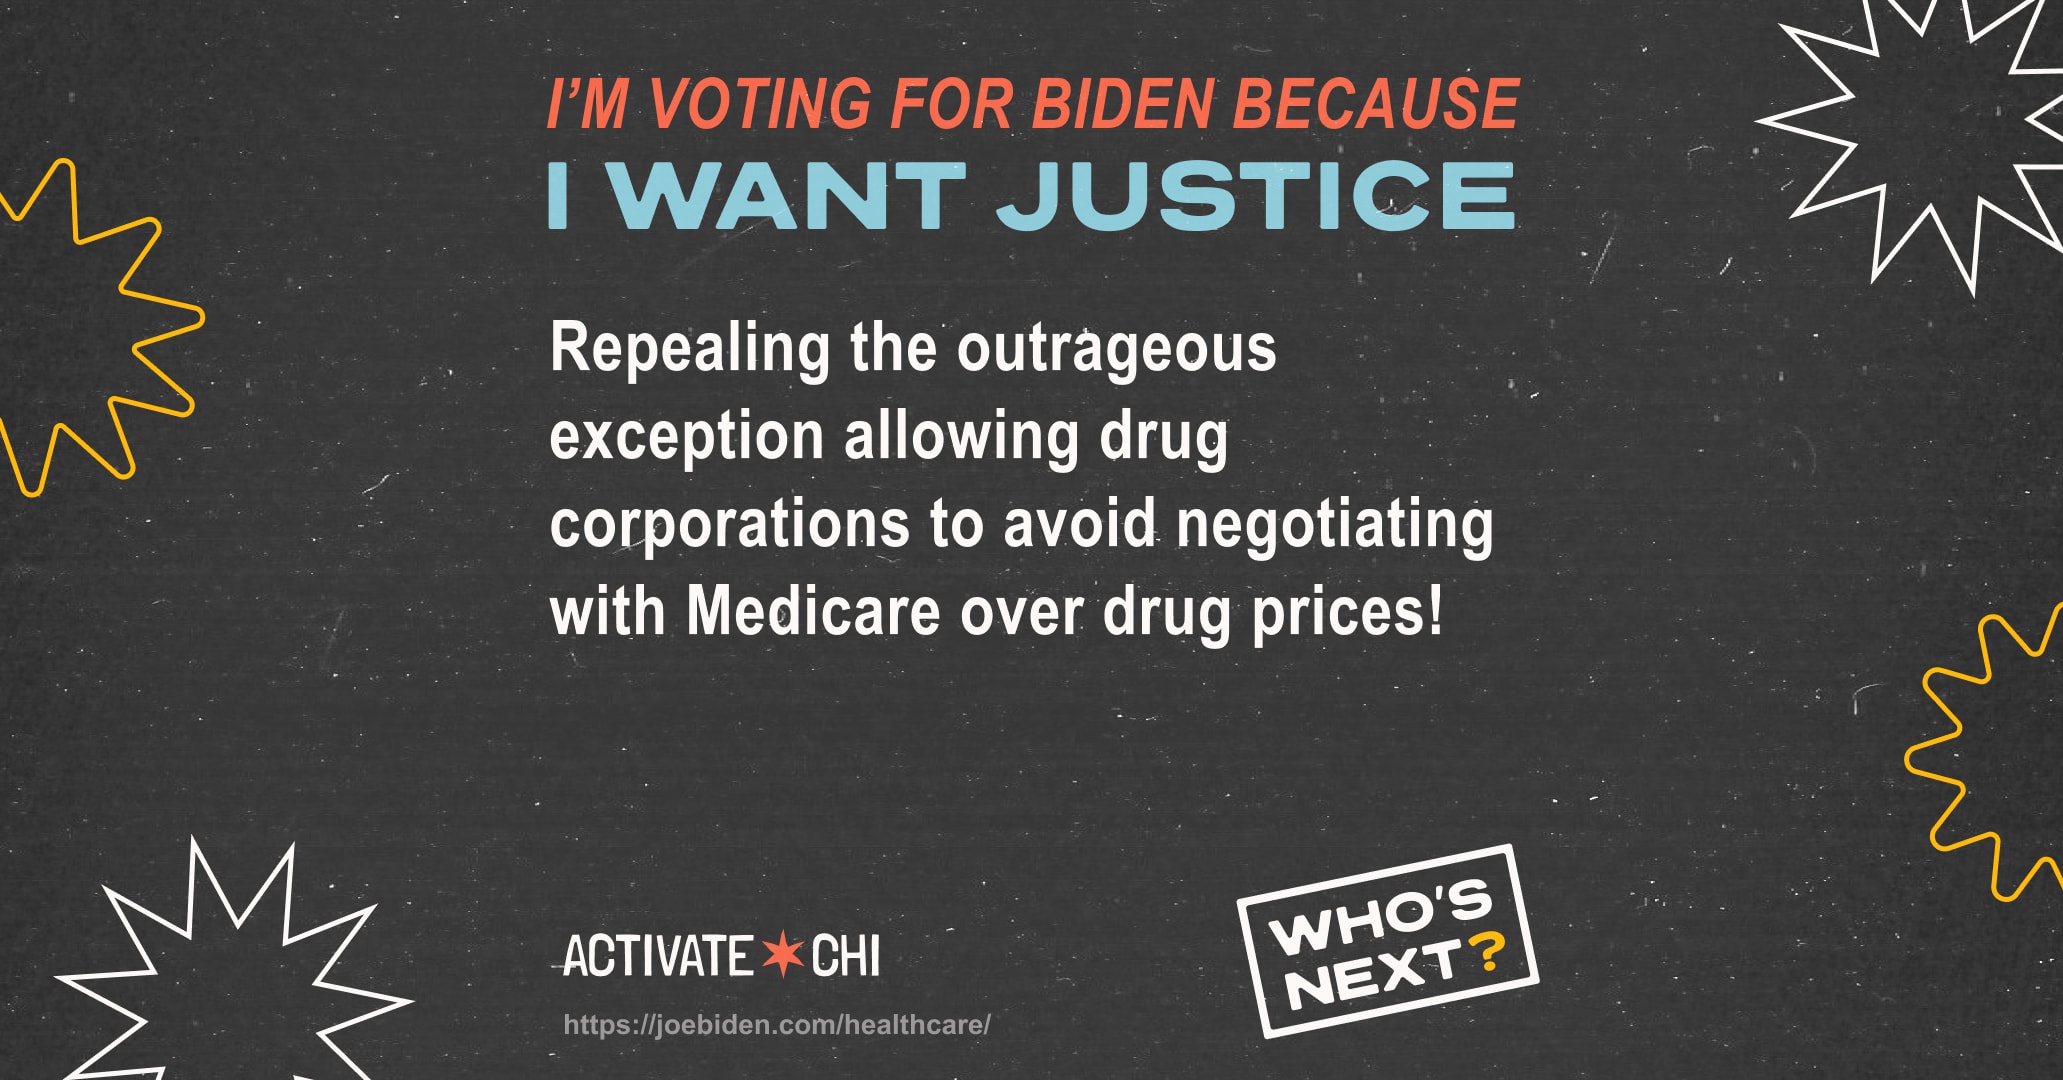 I'M VOTING FOR BIDEN BECAUSE
I WANT JUSTICE
Repealing the outrageous
exception allowing drug
corporations to avoid negotiating
with Medicare over drug prices!
ACTIVATE CHI
https://joebiden.com/healthcare/
WHO'S
NEXT?